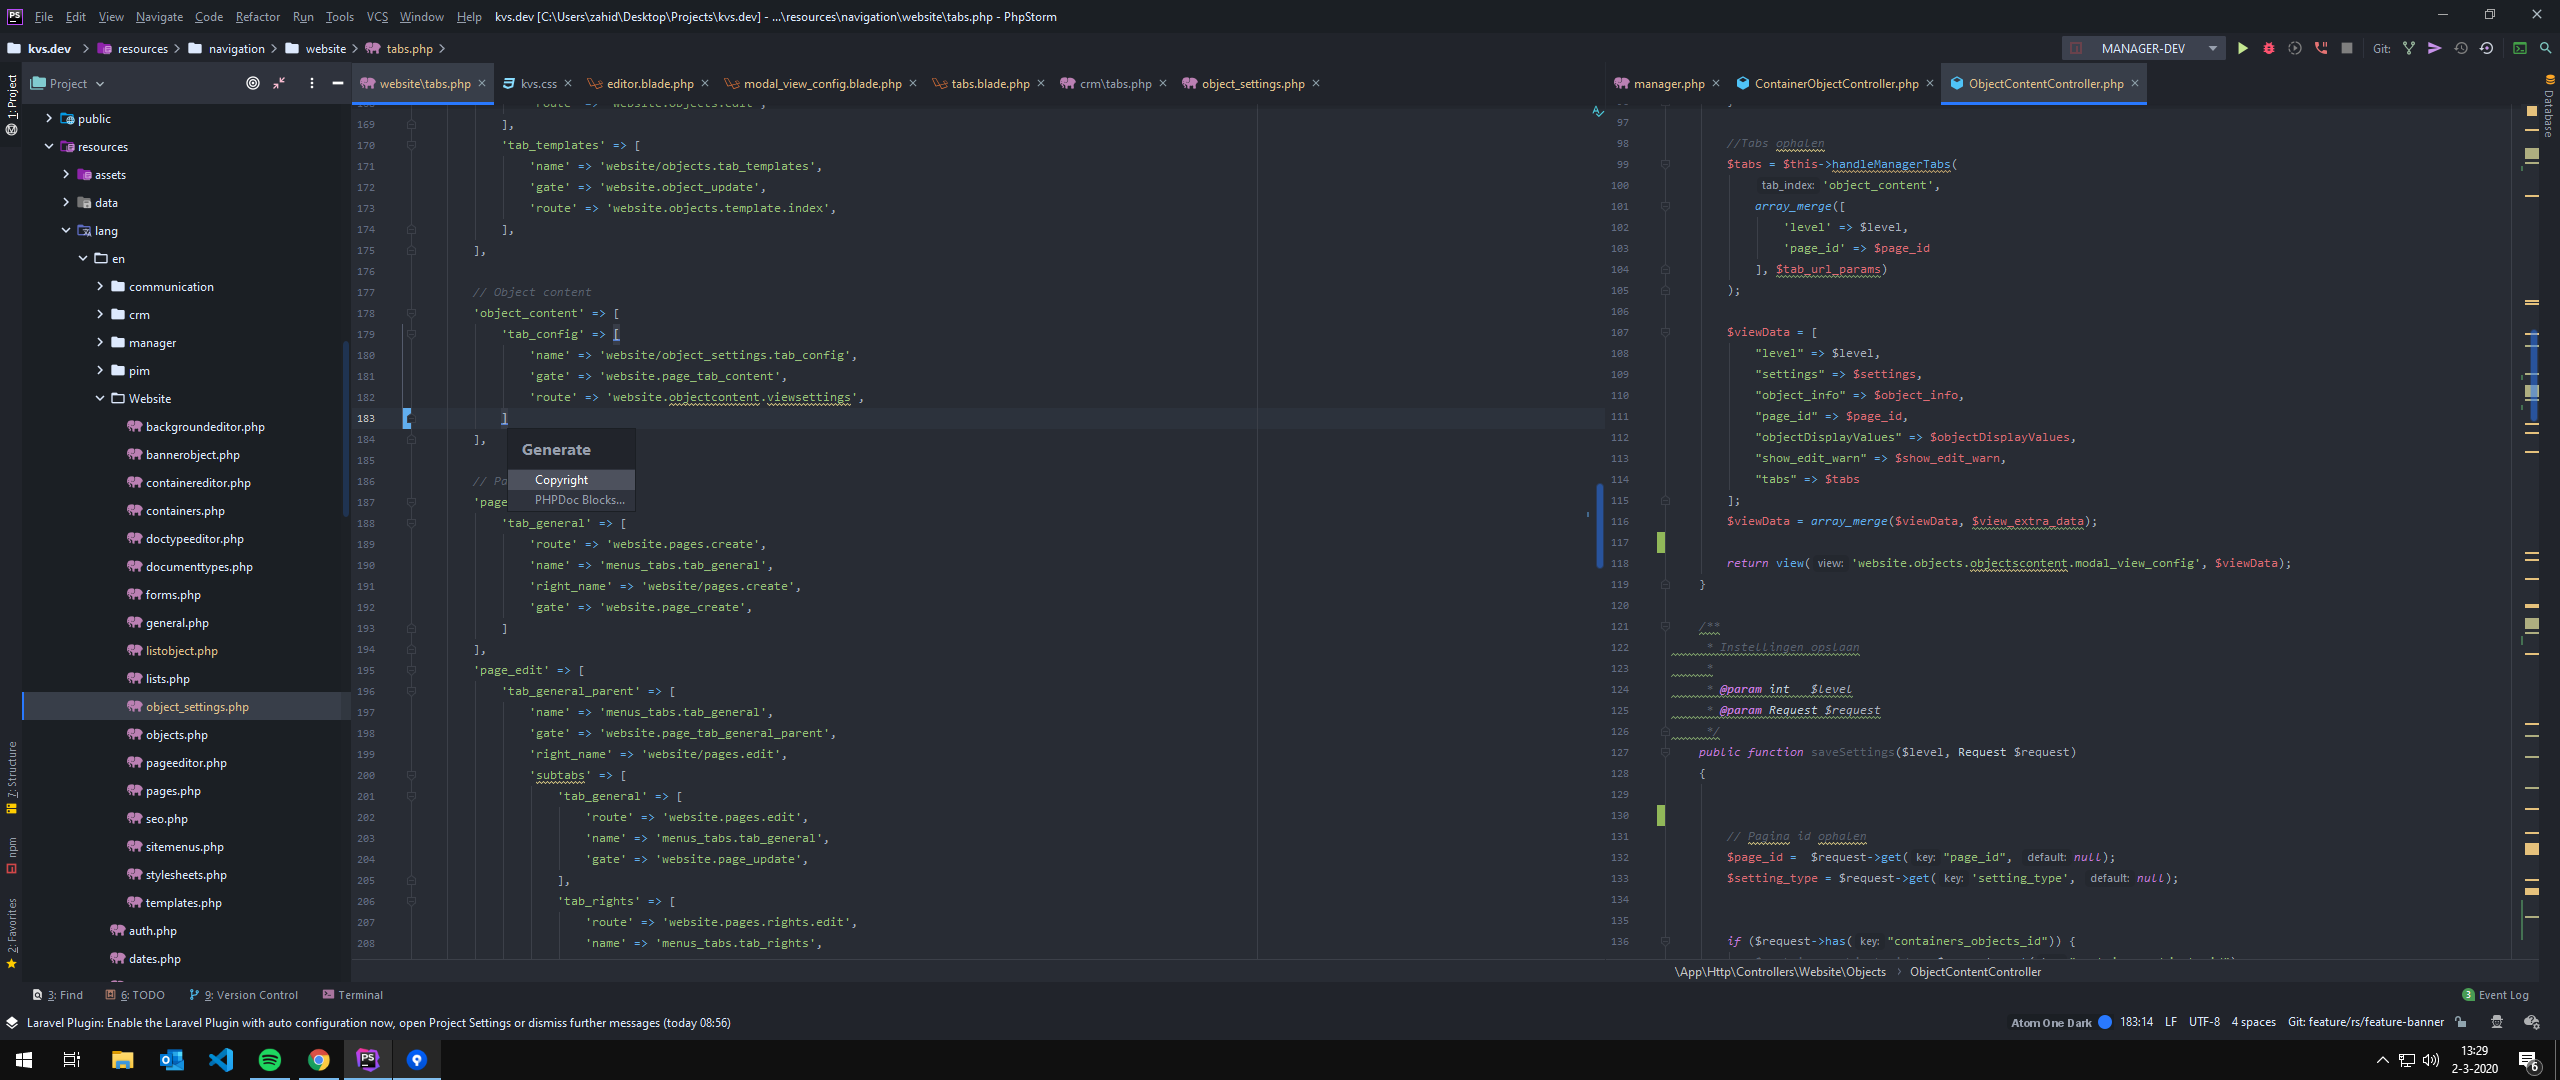 PS File Edit View Navigate Code Refactor Run Tools VCS Window Help kvs.dev [C:\Users\zahid\Desktop\Projects\kvs.dev] - ...\resources\navigation\website\tabs.php - PhpStorm
kvs.dev resources navigation website tabs.php
MANAGER-DEV Git:
1: Project
7: Structure
npm
2: Favorites
Project
public
resources
assets
data
lang
en
communication
crm
manager
pim
Website
backgroundeditor.php
bannerobject.php
containereditor.php
containers.php
doctypeeditor.php
documenttypes.php
forms.php
general.php
listobject.php
lists.php
object_settings.php
objects.php
pageeditor.php
pages.php
seo.php
sitemenus.php
stylesheets.php
templates.php
auth.php
dates.php
website\tabs.php kvs.css editor.blade.php modal_view_config.blade.php tabs.blade.php crm\tabs.php object_settings.php
168 'route' => 'website.objects.edit',
169 ],
170 'tab_templates' => [
171 'name' => 'website/objects.tab_templates',
172 'gate' => 'website.object_update',
173 'route' => 'website.objects.template.index',
174 ],
175 ],
176
177 // Object content
178 'object_content' => [
179 'tab_config' => [
180 'name' => 'website/object_settings.tab_config',
181 'gate' => 'website.page_tab_content',
182 'route' => 'website.objectcontent.viewsettings',
183 ]
184 ],
185
186 // Pa
187 'page
188 'tab_general' => [
189 'route' => 'website.pages.create',
190 'name' => 'menus_tabs.tab_general',
191 'right_name' => 'website/pages.create',
192 'gate' => 'website.page_create',
193 ]
194 ],
195 'page_edit' => [
196 'tab_general_parent' => [
197 'name' => 'menus_tabs.tab_general',
198 'gate' => 'website.page_tab_general_parent',
199 'right_name' => 'website/pages.edit',
200 'subtabs' => [
201 'tab_general' => [
202 'route' => 'website.pages.edit',
203 'name' => 'menus_tabs.tab_general',
204 'gate' => 'website.page_update',
205 ],
206 'tab_rights' => [
207 'route' => 'website.pages.rights.edit',
208 'name' => 'menus_tabs.tab_rights',
Generate
Copyright
PHPDoc Blocks...
manager.php ContainerObjectController.php ObjectContentController.php
97
98 //Tabs ophalen
99 $tabs = $this->handleManagerTabs(
100 tab_index: 'object_content',
101 array_merge([
102 'level' => $level,
103 'page_id' => $page_id
104 ], $tab_url_params)
105 );
106
107 $viewData = [
108 "level" => $level,
109 "settings" => $settings,
110 "object_info" => $object_info,
111 "page_id" => $page_id,
112 "objectDisplayValues" => $objectDisplayValues,
113 "show_edit_warn" => $show_edit_warn,
114 "tabs" => $tabs
115 ];
116 $viewData = array_merge($viewData, $view_extra_data);
117
118 return view( view: 'website.objects.objectscontent.modal_view_config', $viewData);
119 }
120
121 /**
122 * Instellingen opslaan
123 *
124 * @param int $level
125 * @param Request $request
126 */
127 public function saveSettings($level, Request $request)
128 {
129
130
131 // Pagina id ophalen
132 $page_id = $request->get( key: "page_id", default: null);
133 $setting_type = $request->get( key: 'setting_type', default: null);
134
135
136 if ($request->has( key: "containers_objects_id")) {
\App\Http\Controllers\Website\Objects ObjectContentController
Database
3: Find 6: TODO 9: Version Control Terminal
3 Event Log
Laravel Plugin: Enable the Laravel Plugin with auto configuration now, open Project Settings or dismiss further messages (today 08:56)
Atom One Dark 183:14 LF UTF-8 4 spaces Git: feature/rs/feature-banner
PS
13:29
2-3-2020
6